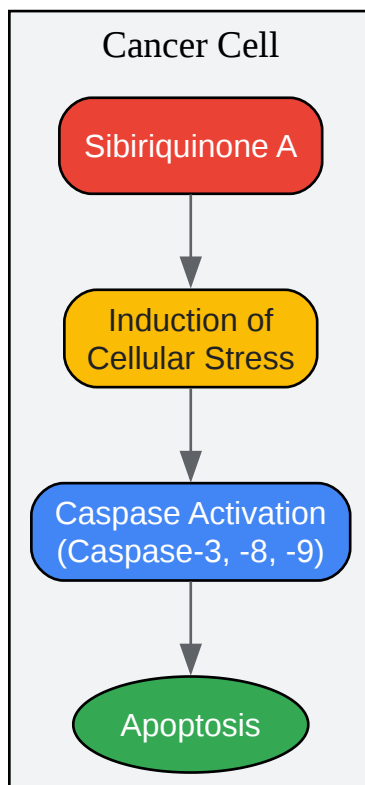 Cancer Cell
Sibiriquinone A
Induction of
Cellular Stress
Caspase Activation
(Caspase-3, -8, -9)
Apoptosis